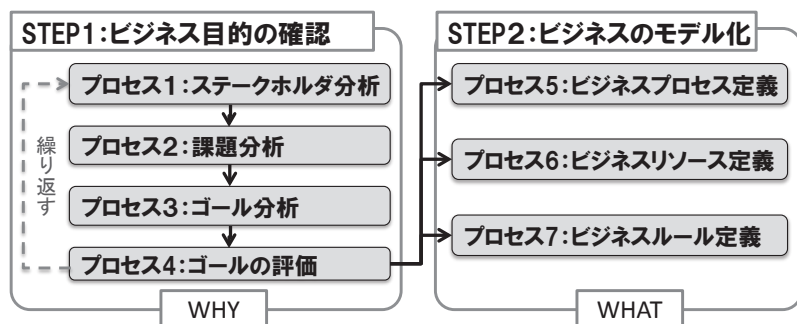 STEP1:ビジネス目的の確認
プロセス1:ステークホルダ分析
プロセス2:課題分析
プロセス3:ゴール分析
プロセス4:ゴールの評価
繰り返す
WHY
STEP2:ビジネスのモデル化
プロセス5:ビジネスプロセス定義
プロセス6:ビジネスリソース定義
プロセス7:ビジネスルール定義
WHAT